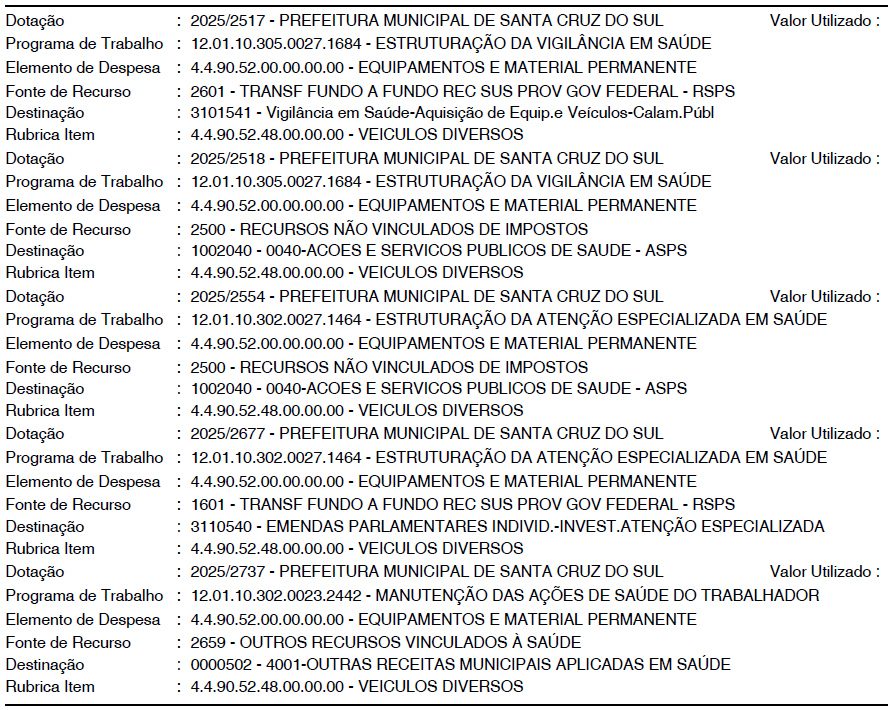 Dotação : 2025/2517 - PREFEITURA MUNICIPAL DE SANTA CRUZ DO SUL Valor Utilizado :
Programa de Trabalho : 12.01.10.305.0027.1684 - ESTRUTURAÇÃO DA VIGILÂNCIA EM SAÚDE
Elemento de Despesa : 4.4.90.52.00.00.00.00 - EQUIPAMENTOS E MATERIAL PERMANENTE
Fonte de Recurso : 2601 - TRANSF FUNDO A FUNDO REC SUS PROV GOV FEDERAL - RSPS
Destinação : 3101541 - Vigilância em Saúde-Aquisição de Equip.e Veículos-Calam.Públ
Rubrica Item : 4.4.90.52.48.00.00.00 - VEICULOS DIVERSOS
Dotação : 2025/2518 - PREFEITURA MUNICIPAL DE SANTA CRUZ DO SUL Valor Utilizado :
Programa de Trabalho : 12.01.10.305.0027.1684 - ESTRUTURAÇÃO DA VIGILÂNCIA EM SAÚDE
Elemento de Despesa : 4.4.90.52.00.00.00.00 - EQUIPAMENTOS E MATERIAL PERMANENTE
Fonte de Recurso : 2500 - RECURSOS NÃO VINCULADOS DE IMPOSTOS
Destinação : 1002040 - 0040-ACOES E SERVICOS PUBLICOS DE SAUDE - ASPS
Rubrica Item : 4.4.90.52.48.00.00.00 - VEICULOS DIVERSOS
Dotação : 2025/2554 - PREFEITURA MUNICIPAL DE SANTA CRUZ DO SUL Valor Utilizado :
Programa de Trabalho : 12.01.10.302.0027.1464 - ESTRUTURAÇÃO DA ATENÇÃO ESPECIALIZADA EM SAÚDE
Elemento de Despesa : 4.4.90.52.00.00.00.00 - EQUIPAMENTOS E MATERIAL PERMANENTE
Fonte de Recurso : 2500 - RECURSOS NÃO VINCULADOS DE IMPOSTOS
Destinação : 1002040 - 0040-ACOES E SERVICOS PUBLICOS DE SAUDE - ASPS
Rubrica Item : 4.4.90.52.48.00.00.00 - VEICULOS DIVERSOS
Dotação : 2025/2677 - PREFEITURA MUNICIPAL DE SANTA CRUZ DO SUL Valor Utilizado :
Programa de Trabalho : 12.01.10.302.0027.1464 - ESTRUTURAÇÃO DA ATENÇÃO ESPECIALIZADA EM SAÚDE
Elemento de Despesa : 4.4.90.52.00.00.00.00 - EQUIPAMENTOS E MATERIAL PERMANENTE
Fonte de Recurso : 1601 - TRANSF FUNDO A FUNDO REC SUS PROV GOV FEDERAL - RSPS
Destinação : 3110540 - EMENDAS PARLAMENTARES INDIVID.-INVEST.ATENÇÃO ESPECIALIZADA
Rubrica Item : 4.4.90.52.48.00.00.00 - VEICULOS DIVERSOS
Dotação : 2025/2737 - PREFEITURA MUNICIPAL DE SANTA CRUZ DO SUL Valor Utilizado :
Programa de Trabalho : 12.01.10.302.0023.2442 - MANUTENÇÃO DAS AÇÕES DE SAÚDE DO TRABALHADOR
Elemento de Despesa : 4.4.90.52.00.00.00.00 - EQUIPAMENTOS E MATERIAL PERMANENTE
Fonte de Recurso : 2659 - OUTROS RECURSOS VINCULADOS À SAÚDE
Destinação : 0000502 - 4001-OUTRAS RECEITAS MUNICIPAIS APLICADAS EM SAÚDE
Rubrica Item : 4.4.90.52.48.00.00.00 - VEICULOS DIVERSOS